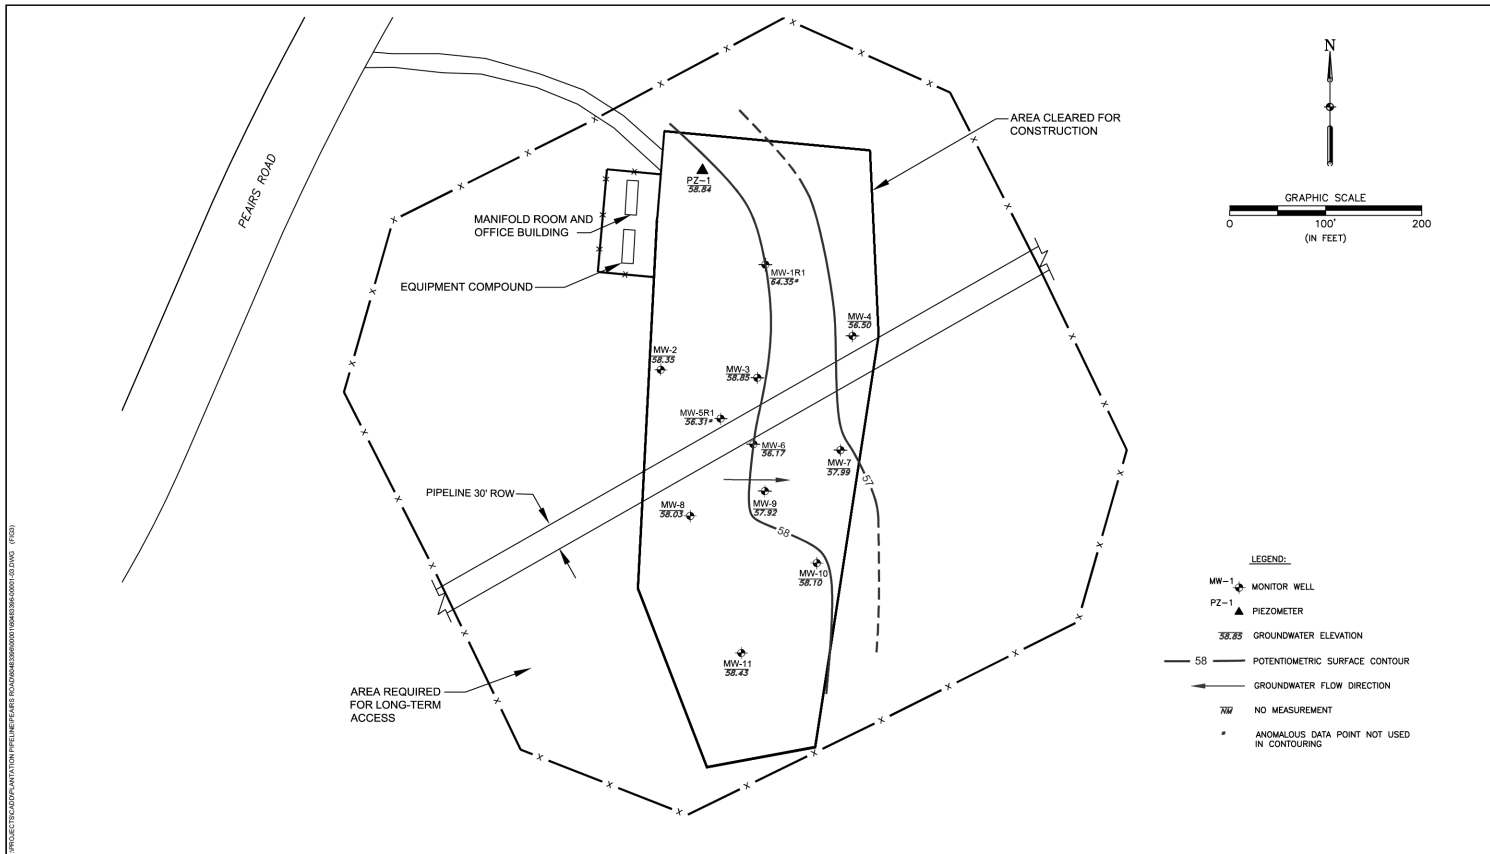 N
GRAPHIC SCALE
0 100' 200
(IN FEET)
AREA CLEARED FOR
CONSTRUCTION
PEAIRS ROAD
PZ-1
58.84
MANIFOLD ROOM AND
OFFICE BUILDING
EQUIPMENT COMPOUND
MW-1R1
64.35*
MW-4
56.50
MW-2
58.35
MW-3
58.85
MW-5R1
56.31*
MW-6
56.17
MW-7
57.99
57
PIPELINE 30' ROW
MW-8
58.03
MW-9
57.92
58
MW-10
58.10
MW-11
58.43
AREA REQUIRED
FOR LONG-TERM
ACCESS
LEGEND:
MW-1 MONITOR WELL
PZ-1 PIEZOMETER
58.85 GROUNDWATER ELEVATION
58 POTENTIOMETRIC SURFACE CONTOUR
GROUNDWATER FLOW DIRECTION
NM NO MEASUREMENT
* ANOMALOUS DATA POINT NOT USED
IN CONTOURING